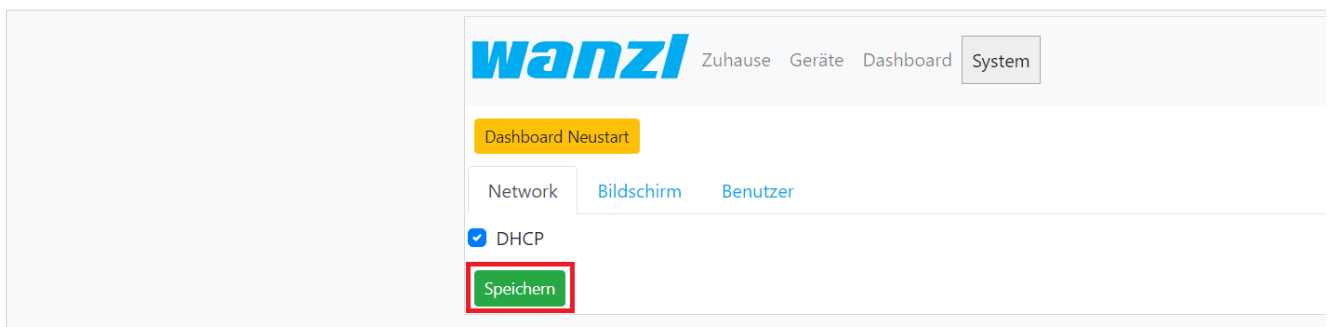 wanzl Zuhause Geräte Dashboard System
Dashboard Neustart
Network Bildschirm Benutzer
DHCP
Speichern